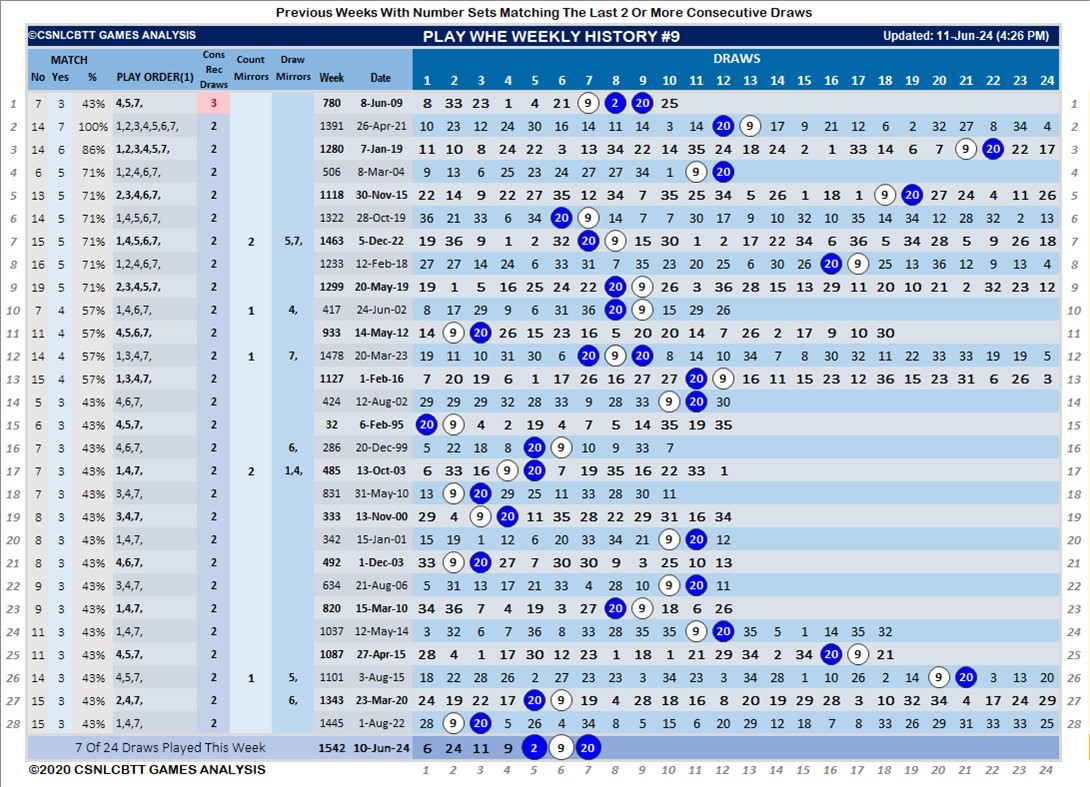 Previous Weeks With Number Sets Matching The Last 2 Or More Consecutive Draws
©CSNLCBTT GAMES ANALYSIS PLAY WHE WEEKLY HISTORY #9 Updated: 11-Jun-24 (4:26 PM)
MATCH Cons Rec Draws Count Mirrors Draw Mirrors DRAWS
No Yes % PLAY ORDER(1) Week Date 1 2 3 4 5 6 7 8 9 10 11 12 13 14 15 16 17 18 19 20 21 22 23 24
1 7 3 43% 4,5,7, 3 780 8-Jun-09 8 33 23 1 4 21 9 2 20 25 1
2 14 7 100% 1,2,3,4,5,6,7, 2 1391 26-Apr-21 10 23 12 24 30 16 14 11 14 3 14 20 9 17 9 21 12 6 2 32 27 8 34 4 2
3 14 6 86% 1,2,3,4,5,7, 2 1280 7-Jan-19 11 10 8 24 22 3 13 34 22 14 35 24 18 24 2 1 33 14 6 7 9 20 22 17 3
4 6 5 71% 1,2,4,6,7, 2 506 8-Mar-04 9 13 6 25 23 24 27 27 34 1 9 20 4
5 13 5 71% 2,3,4,6,7, 2 1118 30-Nov-15 22 14 9 22 27 35 12 34 7 35 25 34 5 26 1 18 1 9 20 27 24 4 11 26 5
6 14 5 71% 1,4,5,6,7, 2 1322 28-Oct-19 36 21 33 6 34 20 9 14 7 7 30 17 9 10 32 10 35 14 34 12 28 32 2 13 6
7 15 5 71% 1,4,5,6,7, 2 2 5,7, 1463 5-Dec-22 19 36 9 1 2 32 20 9 15 30 1 2 17 22 34 6 36 5 34 28 5 9 26 18 7
8 16 5 71% 1,2,4,6,7, 2 1233 12-Feb-18 27 27 14 24 6 33 31 7 35 23 20 25 6 30 26 20 9 25 13 36 12 9 13 4 8
9 19 5 71% 2,3,4,5,7, 2 1299 20-May-19 19 1 5 16 25 24 22 20 9 26 3 36 28 15 13 29 11 20 10 21 2 32 23 12 9
10 7 4 57% 1,4,6,7, 2 1 4, 417 24-Jun-02 8 17 29 9 6 31 36 20 9 15 29 26 10
11 11 4 57% 4,5,6,7, 2 933 14-May-12 14 9 20 26 15 23 16 5 20 20 14 7 26 2 17 9 10 30 11
12 14 4 57% 1,3,4,7, 2 1 7, 1478 20-Mar-23 19 11 10 31 30 6 20 9 20 8 14 10 34 7 8 30 32 11 22 33 33 19 19 5 12
13 15 4 57% 1,3,4,7, 2 1127 1-Feb-16 7 20 19 6 1 17 26 16 27 27 20 9 16 11 15 23 12 36 15 23 31 6 26 3 13
14 5 3 43% 4,6,7, 2 424 12-Aug-02 29 29 29 32 28 33 9 28 33 9 20 30 14
15 6 3 43% 4,5,7, 2 32 6-Feb-95 20 9 4 2 19 4 7 5 14 35 19 35 15
16 7 3 43% 4,6,7, 2 6, 286 20-Dec-99 5 22 18 8 20 9 10 9 33 7 16
17 10 3 43% 1,4,7, 2 2 1,4, 485 13-Oct-03 6 33 16 9 20 7 19 35 16 22 33 1 17
18 7 3 43% 3,4,7, 2 831 31-May-10 13 9 20 29 25 11 33 28 30 11 18
19 8 3 43% 3,4,7, 2 333 13-Nov-00 29 4 9 20 11 35 28 22 29 31 16 34 19
20 8 3 43% 1,4,7, 2 342 15-Jan-01 15 19 1 12 6 20 33 34 21 9 20 12 20
21 8 3 43% 4,6,7, 2 492 1-Dec-03 33 9 20 27 7 30 30 9 3 25 10 13 21
22 8 3 43% 3,4,7, 2 634 21-Aug-06 5 31 13 17 21 33 4 28 10 9 20 11 22
23 9 3 43% 1,4,7, 2 820 15-Mar-10 34 36 7 4 19 3 27 20 9 18 6 26 23
24 11 3 43% 1,4,7, 2 1037 12-May-14 3 32 6 7 36 8 33 28 35 35 9 20 35 5 1 14 35 32 24
25 11 3 43% 4,5,7, 2 1087 27-Apr-15 28 4 1 17 30 12 23 1 18 1 21 29 34 2 34 20 9 21 25
26 14 3 43% 4,5,7, 2 1 5, 1101 3-Aug-15 18 22 28 26 2 27 23 23 3 34 23 3 34 28 1 10 26 2 14 9 20 3 13 20 26
27 15 3 43% 2,4,7, 2 6, 1343 23-Mar-20 24 19 22 17 20 9 19 4 28 18 16 8 20 19 29 28 3 10 32 34 4 17 24 29 27
28 15 3 43% 1,4,7, 2 1445 1-Aug-22 28 9 20 5 26 4 34 8 5 15 6 20 29 12 18 7 8 33 26 29 31 33 33 25 28
7 Of 24 Draws Played This Week 1542 10-Jun-24 6 24 11 9 2 9 20
©2020 CSNLCBTT GAMES ANALYSIS 1 2 3 4 5 6 7 8 9 10 11 12 13 14 15 16 17 18 19 20 21 22 23 24